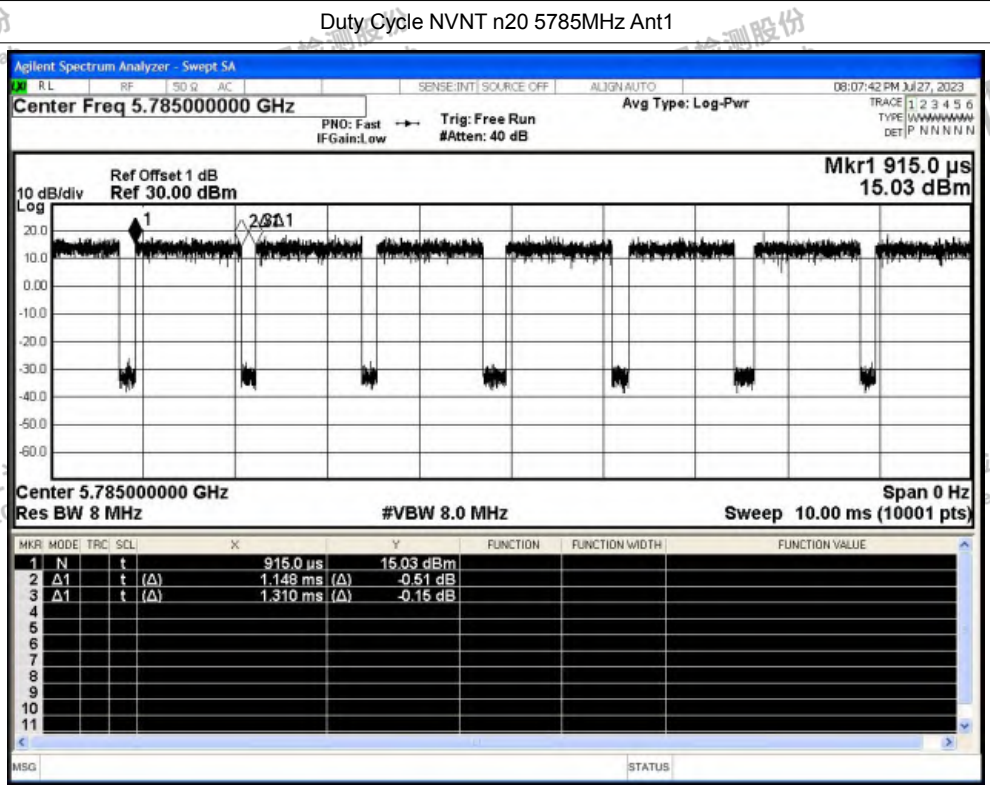 Duty Cycle NVNT n20 5785MHz Ant1
检测股份
检测股份
Agilent Spectrum Analyzer - Swept SA
RL RF 50 Ω AC SENSE:INT SOURCE OFF ALIGN AUTO 08:07:42 PM Jul 27, 2023
Center Freq 5.785000000 GHz Avg Type: Log-Pwr TRACE 1 2 3 4 5 6
PNO: Fast Trig: Free Run TYPE
IFGain:Low #Atten: 40 dB DET P N N N N N
Mkr1 915.0 µs
Ref Offset 1 dB
10 dB/div Ref 30.00 dBm 15.03 dBm
Log
1
20.0
10.0
0.00
-10.0
-20.0
-30.0
-40.0
-50.0
-60.0
Center 5.785000000 GHz Span 0 Hz
Res BW 8 MHz #VBW 8.0 MHz Sweep 10.00 ms (10001 pts)
MKR MODE TRC SCL X Y FUNCTION FUNCTION WIDTH FUNCTION VALUE
1 N t 915.0 µs 15.03 dBm
2 Δ1 t (Δ) 1.148 ms (Δ) -0.51 dB
3 Δ1 t (Δ) 1.310 ms (Δ) -0.15 dB
4
5
6
7
8
9
10
11
MSG STATUS